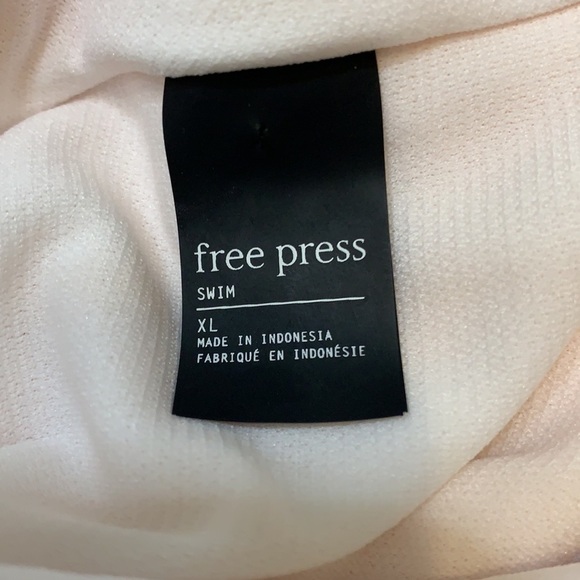 free press
SWIM
XL
MADE IN INDONESIA
FABRIQUÉ EN INDONÉSIE